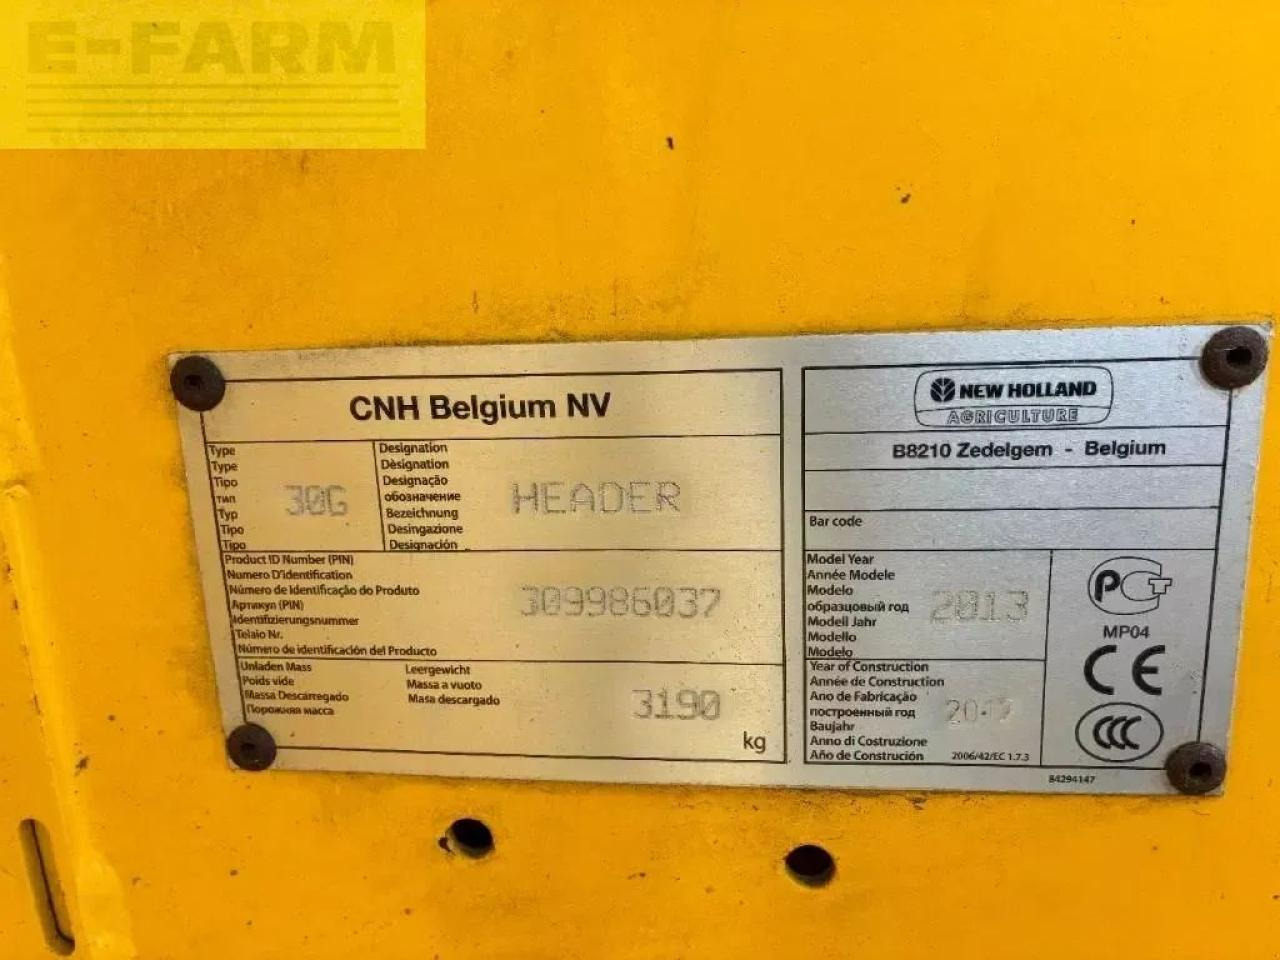 E-FARM
CNH Belgium NV
Type
Type
Tipo
тип
Typ
Tipo
Tipo
30G
Designation
Dèsignation
Designação
обозначение
Bezeichnung
Desingazione
Designación
HEADER
Product ID Number (PIN)
Numero D'identification
Número de Identificação do Produto
Артикул (PIN)
Identifizierungsnummer
Telaio Nr.
Número de identificación del Producto
309986037
Unladen Mass
Poids vide
Massa Descarregado
Порожняя масса
Leergewicht
Massa a vuoto
Masa descargado
3190
kg
NEW HOLLAND
AGRICULTURE
B8210 Zedelgem - Belgium
Bar code
Model Year
Année Modele
Modelo
образцовый год
Modell Jahr
Modello
Modelo
2013
Year of Construction
Année de Construction
Ano de Fabricação
построенный год
Baujahr
Anno di Costruzione
Año de Construción
2006/42/EC 1.7.3
РСТ
MP04
CE
CCC
84294147